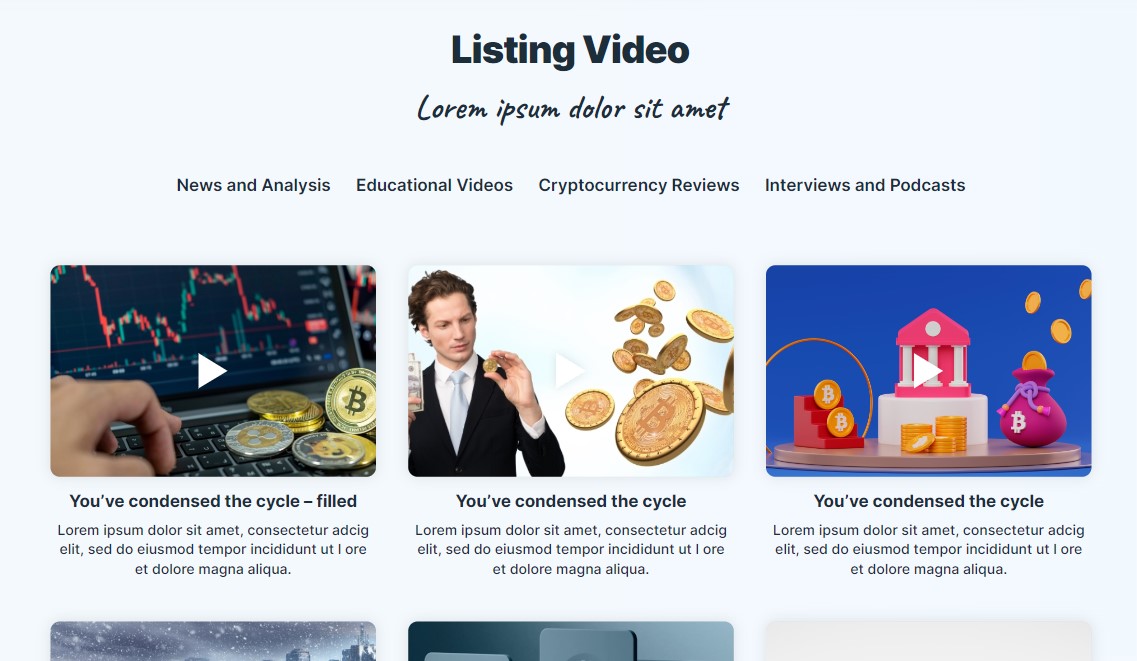 Listing Video
Lorem ipsum dolor sit amet
News and Analysis Educational Videos Cryptocurrency Reviews Interviews and Podcasts
You’ve condensed the cycle – filled
Lorem ipsum dolor sit amet, consectetur adcig
elit, sed do eiusmod tempor incididunt ut l ore
et dolore magna aliqua.
You’ve condensed the cycle
Lorem ipsum dolor sit amet, consectetur adcig
elit, sed do eiusmod tempor incididunt ut l ore
et dolore magna aliqua.
You’ve condensed the cycle
Lorem ipsum dolor sit amet, consectetur adcig
elit, sed do eiusmod tempor incididunt ut l ore
et dolore magna aliqua.